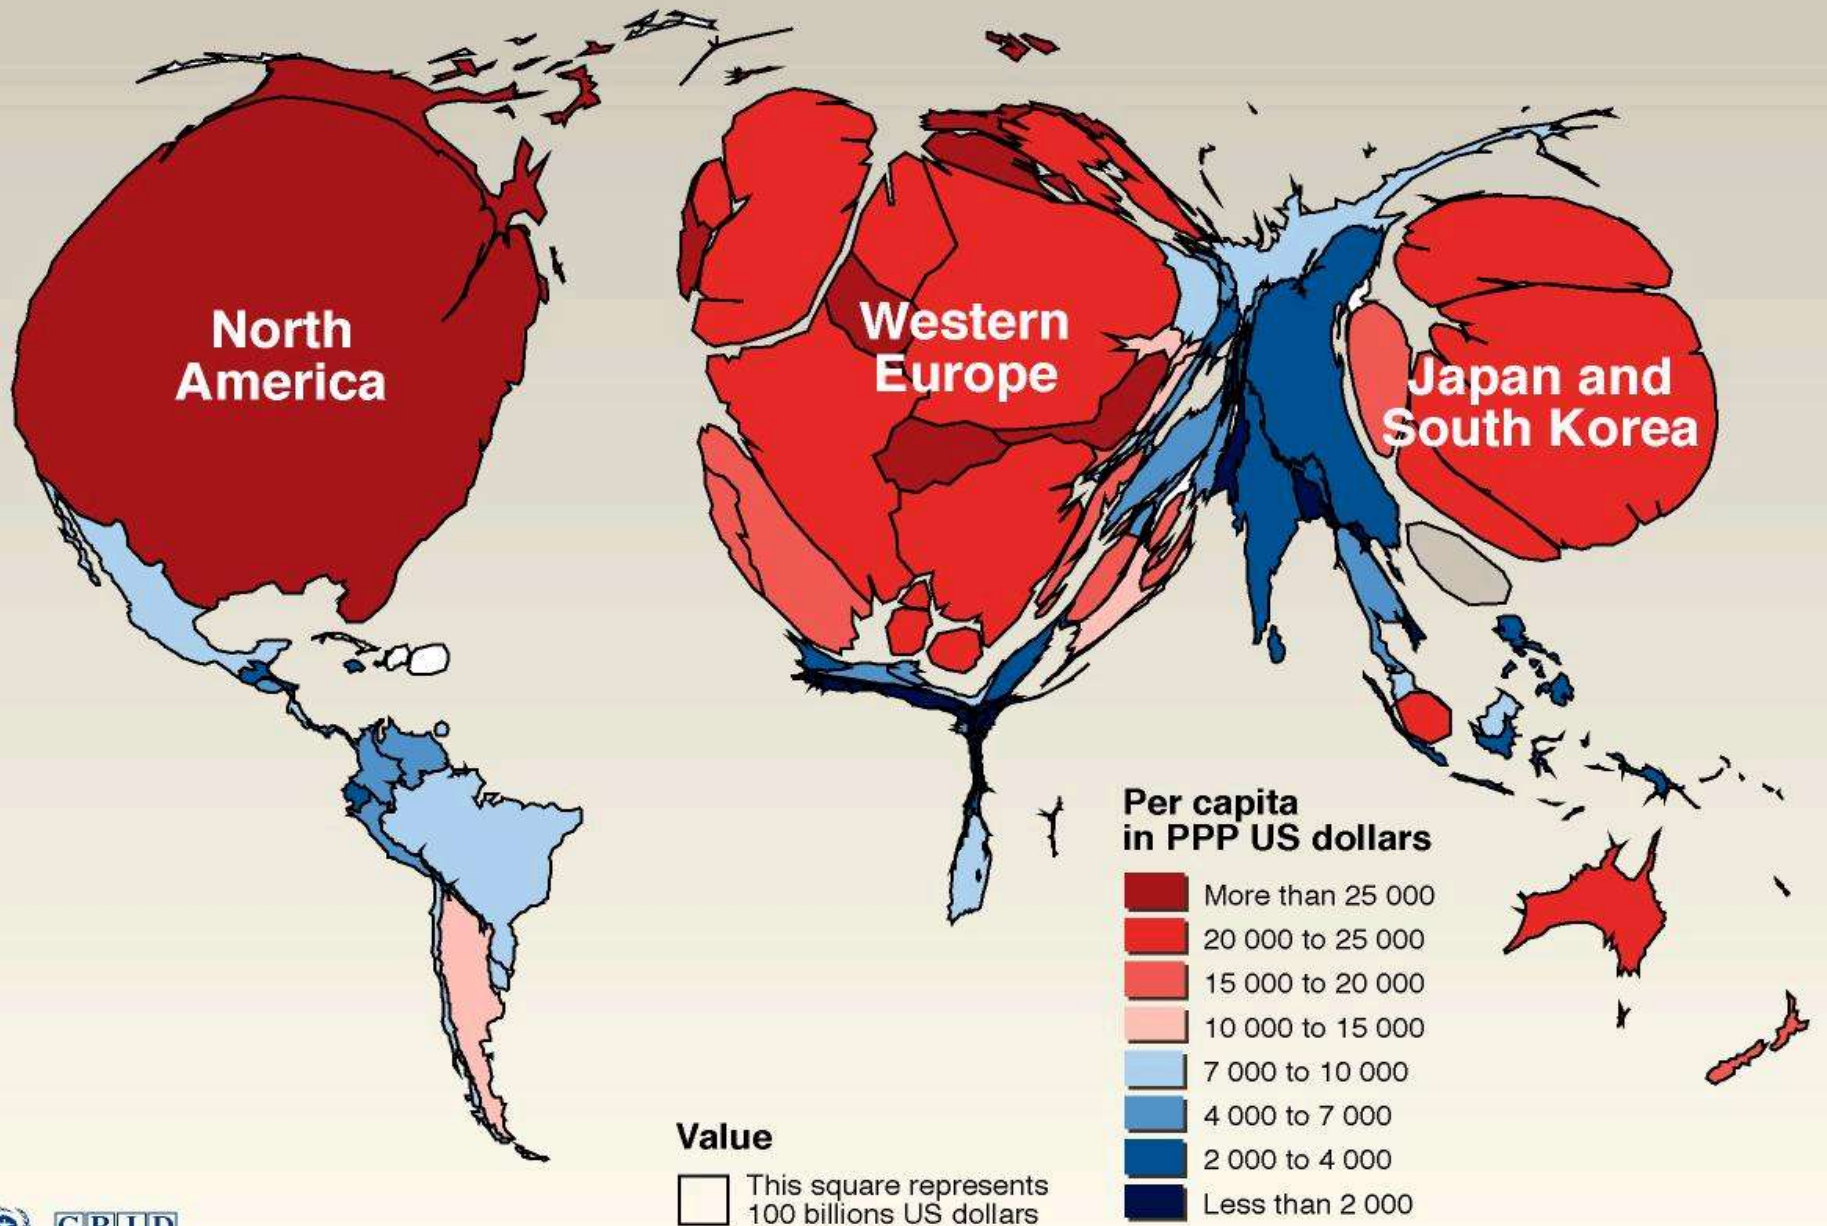 North
America
Western
Europe
Japan and
South Korea
Per capita
in PPP US dollars
More than 25 000
20 000 to 25 000
15 000 to 20 000
10 000 to 15 000
7 000 to 10 000
4 000 to 7 000
2 000 to 4 000
Less than 2 000
Value
This square represents
100 billions US dollars
GRID